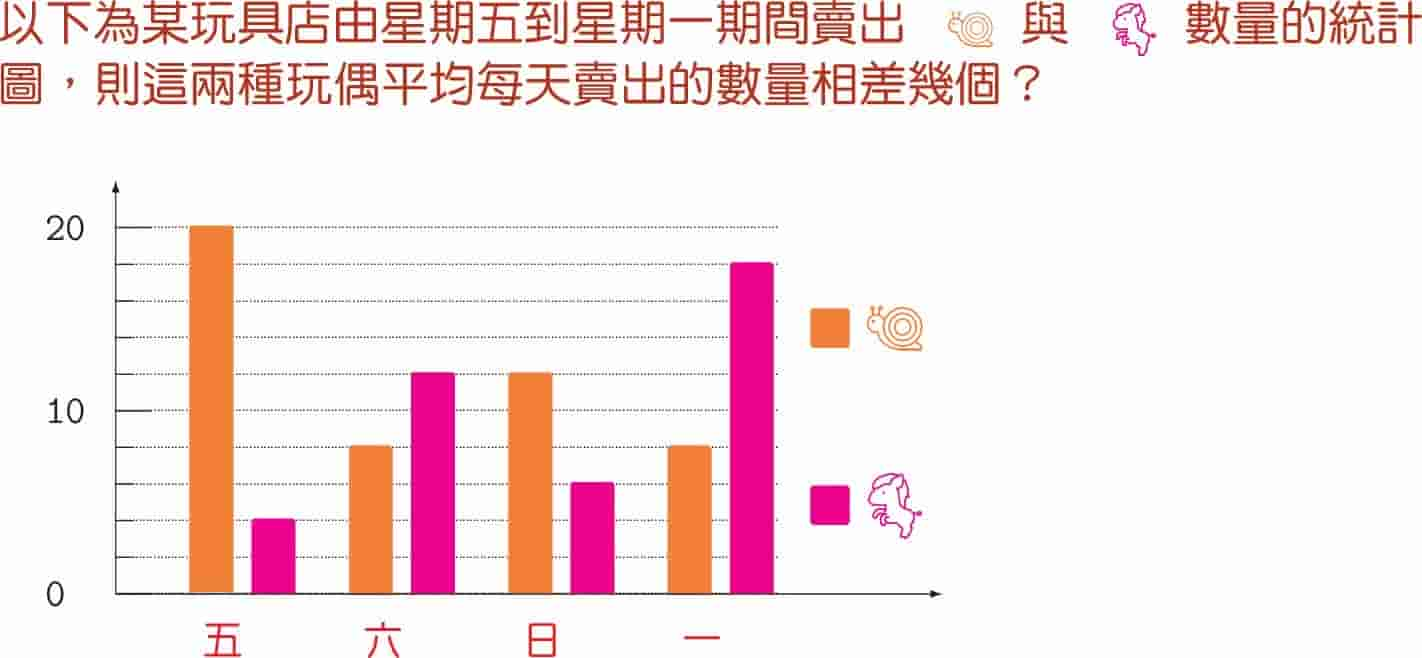 以下為某玩具店由星期五到星期一期間賣出 與 數量的統計
圖，則這兩種玩偶平均每天賣出的數量相差幾個？
20
10
0
五 六 日 一